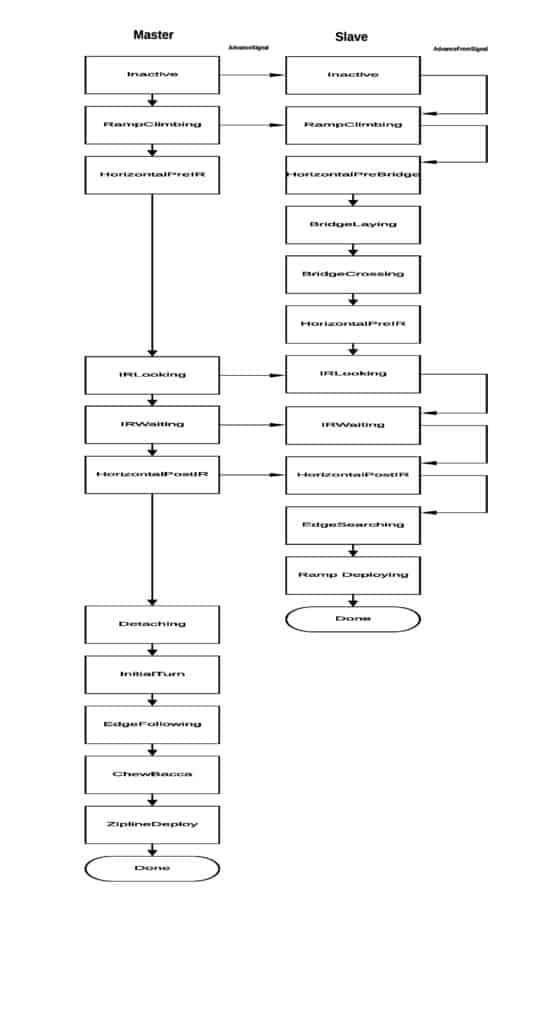 Master
Slave
AdvanceSignal
AdvanceFromSignal
Inactive
Inactive
RampClimbing
RampClimbing
HorizontalPreIR
HorizontalPreBridge
BridgeLaying
BridgeCrossing
HorizontalPreIR
IRLooking
IRLooking
IRWaiting
IRWaiting
HorizontalPostIR
HorizontalPostIR
EdgeSearching
Ramp Deploying
Detaching
Done
InitialTurn
EdgeFollowing
ChewBacca
ZiplineDeploy
Done